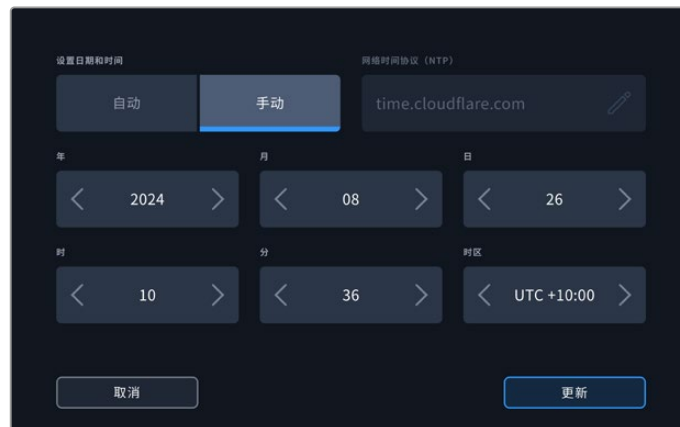 设置日期和时间 网络时间协议（NTP）
自动 手动 time.cloudflare.com
年 月 日
2024 08 26
时 分 时区
10 36 UTC +10:00
取消 更新